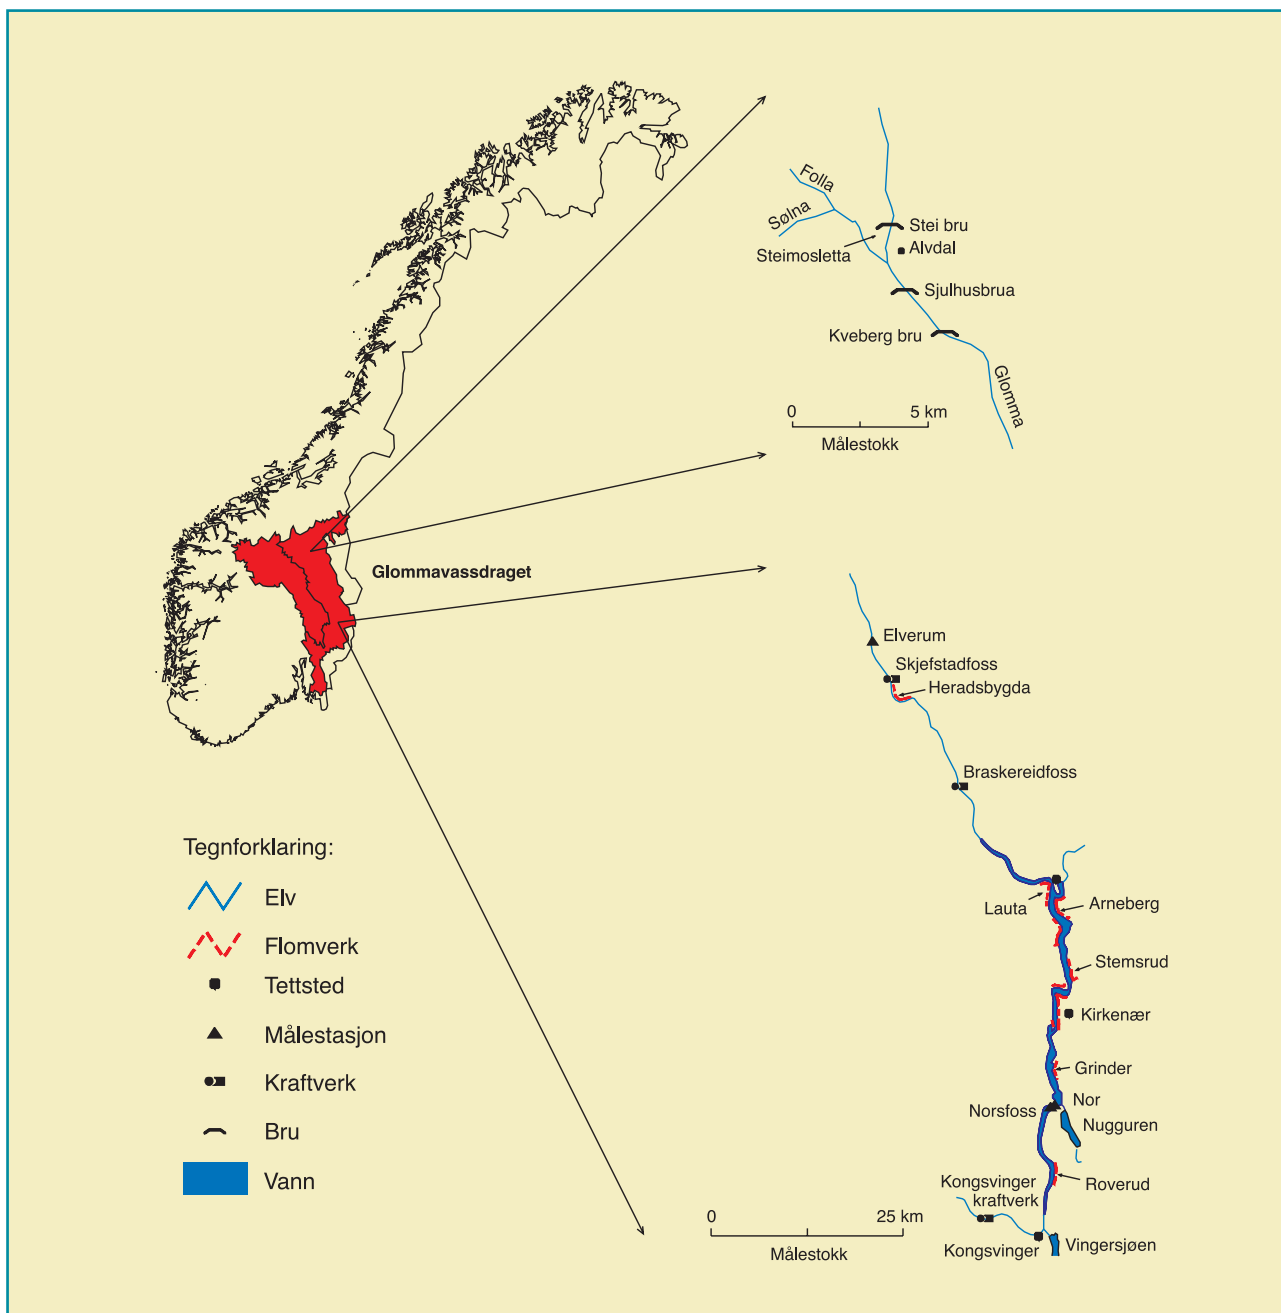 Folla
Sølna
Stei bru
Alvdal
Steimosletta
Sjulhusbrua
Kveberg bru
Glomma
0 5 km
Målestokk
Glommavassdraget
Elverum
Skjefstadfoss
Heradsbygda
Braskereidfoss
Lauta
Arneberg
Stemsrud
Kirkenær
Grinder
Nor
Norsfoss
Nugguren
Roverud
Kongsvinger
kraftverk
Kongsvinger
Vingersjøen
0 25 km
Målestokk
Tegnforklaring:
Elv
Flomverk
Tettsted
Målestasjon
Kraftverk
Bru
Vann